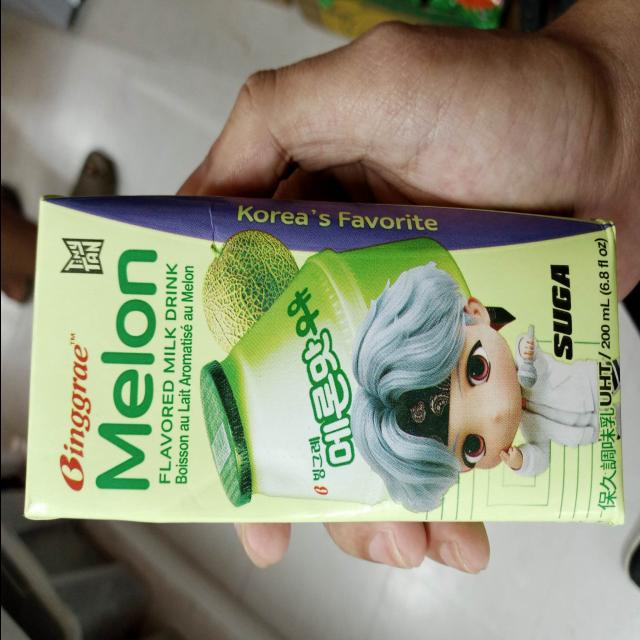 TinyTAN
Binggrae™
Melon
FLAVORED MILK DRINK
Boisson au Lait Aromatisé au Melon
Korea's Favorite
빙그레
메론맛우유
SUGA
保久調味乳 UHT / 200 mL (6.8 fl oz)